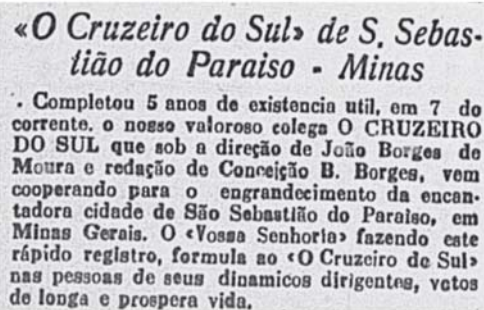 «O Cruzeiro do Sul» de S. Sebas-
tião do Paraiso - Minas
. Completou 5 anos de existencia util, em 7 do
corrente. o nosso valoroso colega O CRUZEIRO
DO SUL que sob a direção de João Borges de
Moura e redação de Conceição B. Borges, vem
cooperando para o engrandecimento da encan-
tadora cidade de São Sebastião do Paraiso, em
Minas Gerais. O «Vossa Senhoria» fazendo este
rápido registro, formula ao «O Cruzeiro de Sul»
nas pessoas de seus dinamicos dirigentes, votos
de longa e prospera vida.